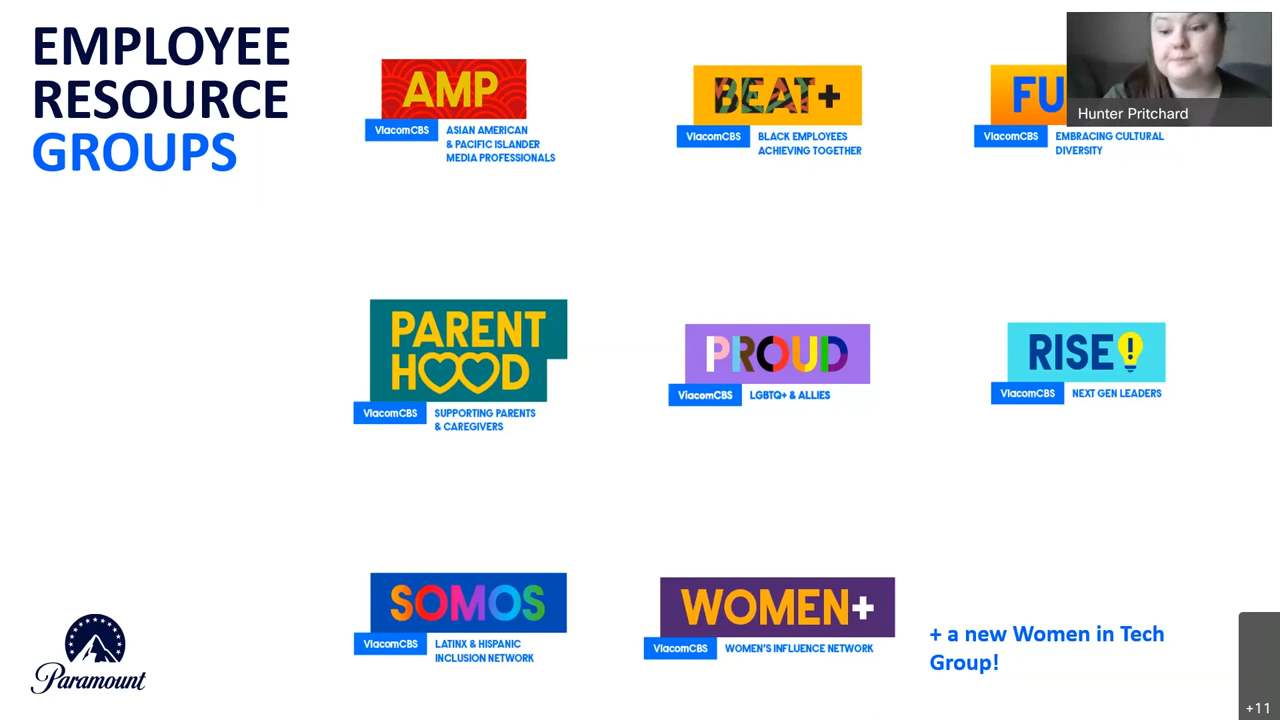 EMPLOYEE
RESOURCE
GROUPS
AMP
ViacomCBS
ASIAN AMERICAN
& PACIFIC ISLANDER
MEDIA PROFESSIONALS
BEAT+
ViacomCBS
BLACK EMPLOYEES
ACHIEVING TOGETHER
FU
ViacomCBS
EMBRACING CULTURAL
DIVERSITY
Hunter Pritchard
PARENT
HOOD
ViacomCBS
SUPPORTING PARENTS
& CAREGIVERS
PROUD
ViacomCBS
LGBTQ+ & ALLIES
RISE!
ViacomCBS
NEXT GEN LEADERS
SOMOS
ViacomCBS
LATINX & HISPANIC
INCLUSION NETWORK
WOMEN+
ViacomCBS
WOMEN'S INFLUENCE NETWORK
+ a new Women in Tech
Group!
Paramount
+11